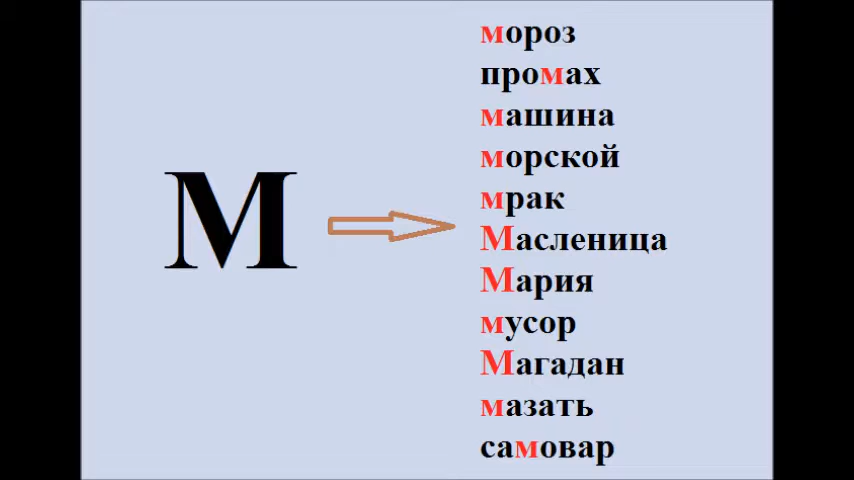 М
мороз
промах
машина
морской
мрак
Масленица
Мария
мусор
Магадан
мазать
самовар